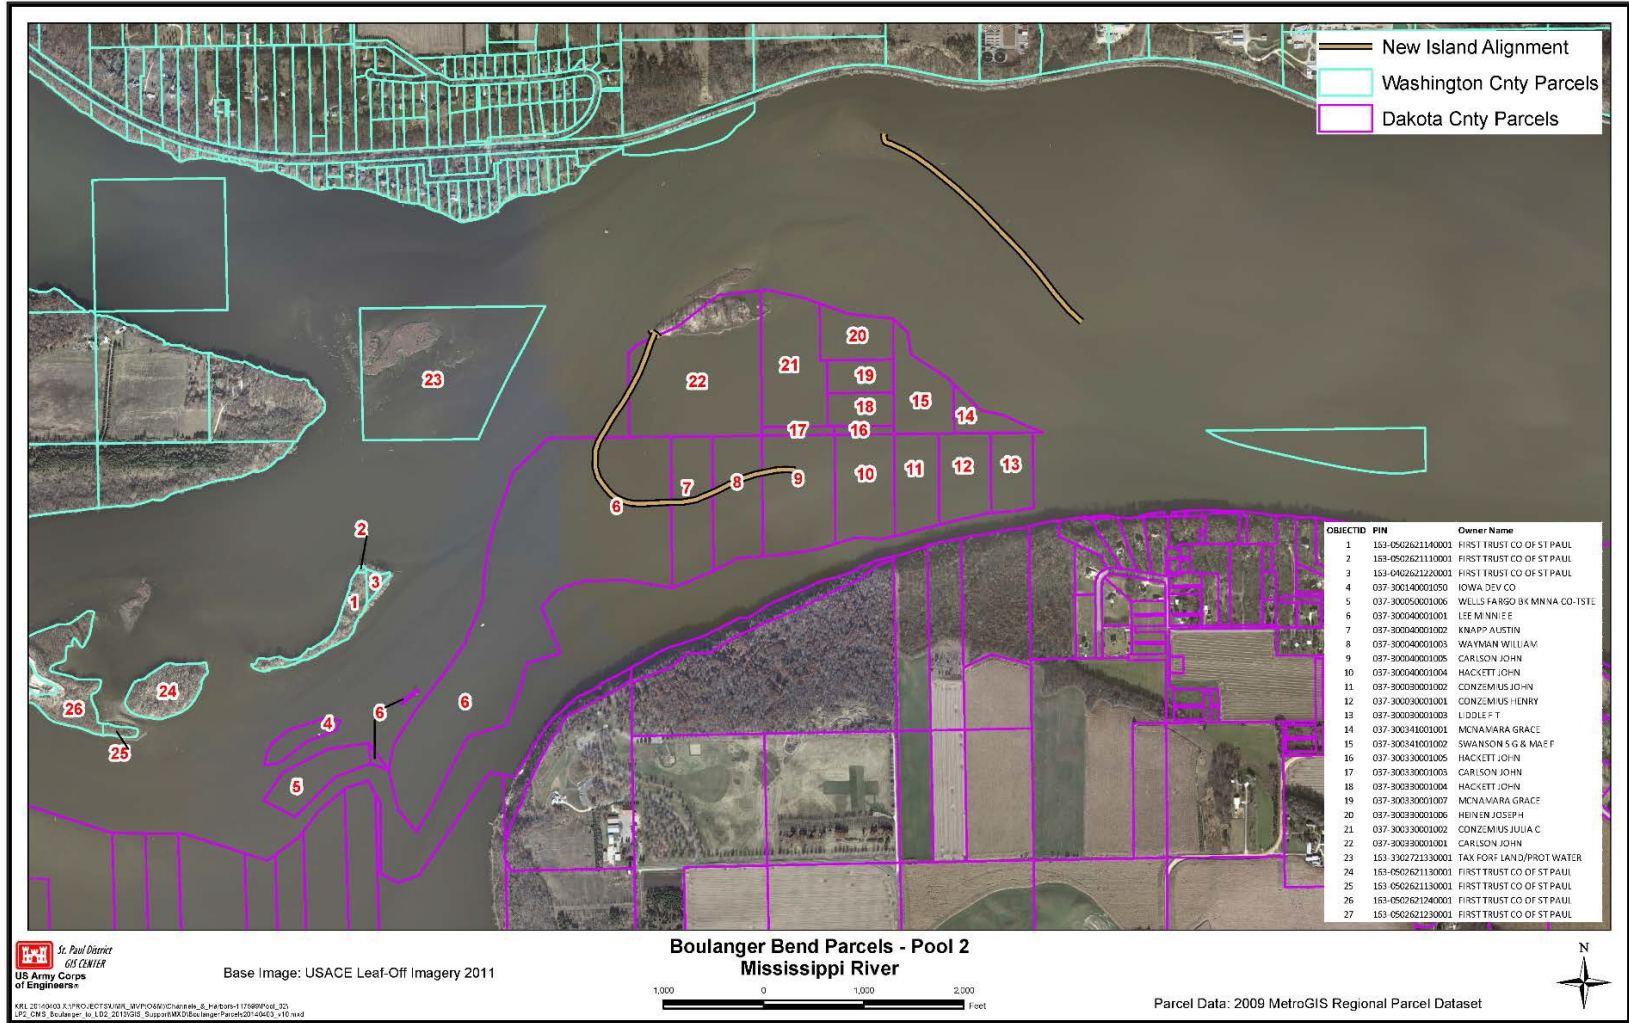 New Island Alignment
Washington Cnty Parcels
Dakota Cnty Parcels
20
21
19
22
23
15
18
14
17
16
13
12
11
10
9
8
7
6
2
3
1
24
26
6
6
4
25
5
OBJECTID PIN Owner Name
1 163-0502621140001 FIRST TRUST CO OF ST PAUL
2 163-0502621110001 FIRST TRUST CO OF ST PAUL
3 163-0402621220001 FIRST TRUST CO OF ST PAUL
4 037-300140001050 IOWA DEV CO
5 037-300050001006 WELLS FARGO BK MNNA CO-TSTE
6 037-300040001001 LEE MINNIE E
7 037-300040001002 KNAPP AUSTIN
8 037-300040001003 WAYMAN WILLIAM
9 037-300040001005 CARLSON JOHN
10 037-300040001004 HACKETT JOHN
11 037-300030001002 CONZEMIUS JOHN
12 037-300030001001 CONZEMIUS HENRY
13 037-300030001003 LIDDLE F T
14 037-300341001001 MCNAMARA GRACE
15 037-300341001002 SWANSON S G & MAE F
16 037-300330001005 HACKETT JOHN
17 037-300330001003 CARLSON JOHN
18 037-300330001004 HACKETT JOHN
19 037-300330001007 MCNAMARA GRACE
20 037-300330001006 HEINEN JOSEPH
21 037-300330001002 CONZEMIUS JULIA C
22 037-300330001001 CARLSON JOHN
23 163-3302721330001 TAX FORF LAND/PROT WATER
24 163-0502621130001 FIRST TRUST CO OF ST PAUL
25 163-0502621130001 FIRST TRUST CO OF ST PAUL
26 163-0502621240001 FIRST TRUST CO OF ST PAUL
27 163-0502621230001 FIRST TRUST CO OF ST PAUL
St. Paul District
GIS CENTER
US Army Corps
of Engineers®
Base Image: USACE Leaf-Off Imagery 2011
Boulanger Bend Parcels - Pool 2
Mississippi River
1,000 0 1,000 2,000
Feet
Parcel Data: 2009 MetroGIS Regional Parcel Dataset
N